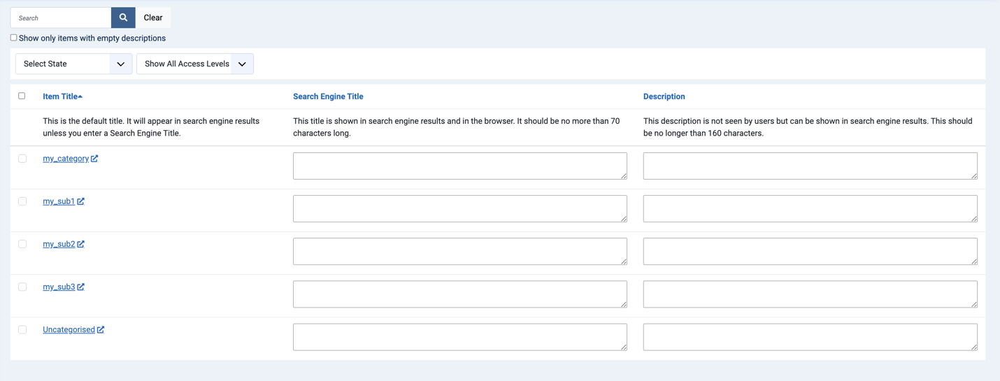 Search
Clear
Show only items with empty descriptions
Select State
Show All Access Levels
Item Title
Search Engine Title
Description
This is the default title. It will appear in search engine results
unless you enter a Search Engine Title.
This title is shown in search engine results and in the browser. It should be no more than 70
characters long.
This description is not seen by users but can be shown in search engine results. This should
be no longer than 160 characters.
my_category
my_sub1
my_sub2
my_sub3
Uncategorised